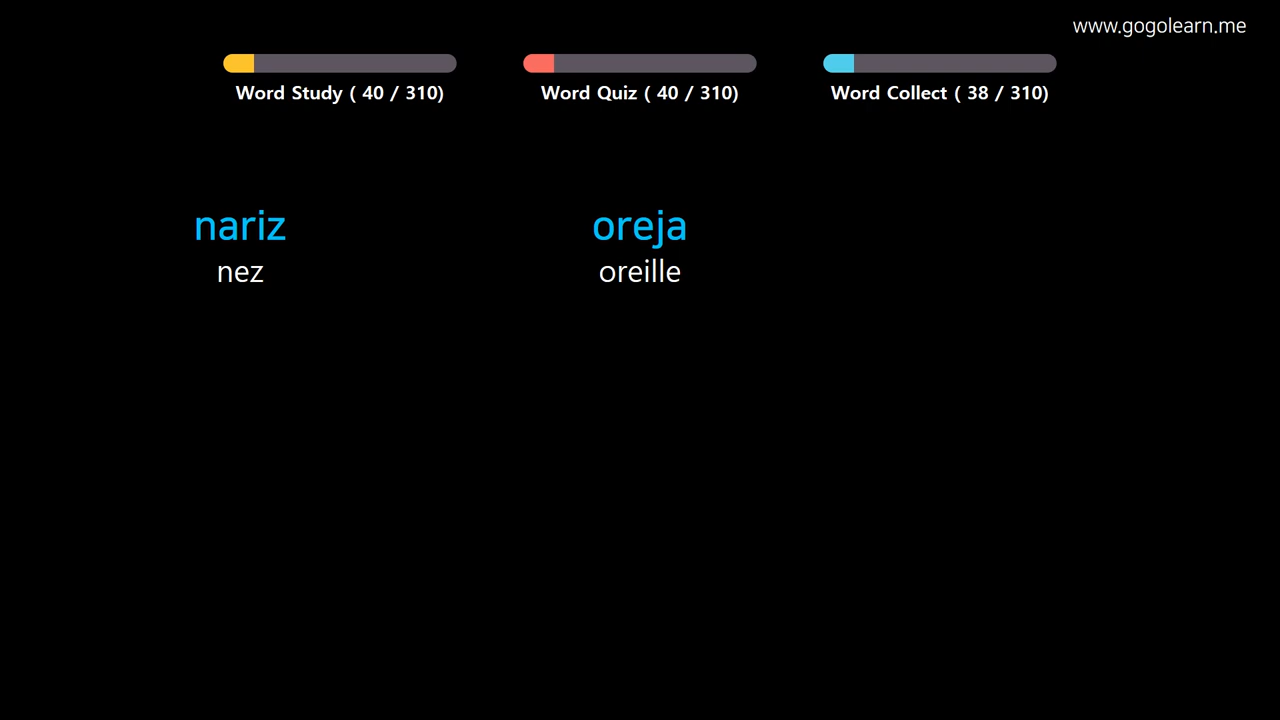 www.gogolearn.me
Word Study ( 40 / 310)
Word Quiz ( 40 / 310)
Word Collect ( 38 / 310)
nariz
nez
oreja
oreille